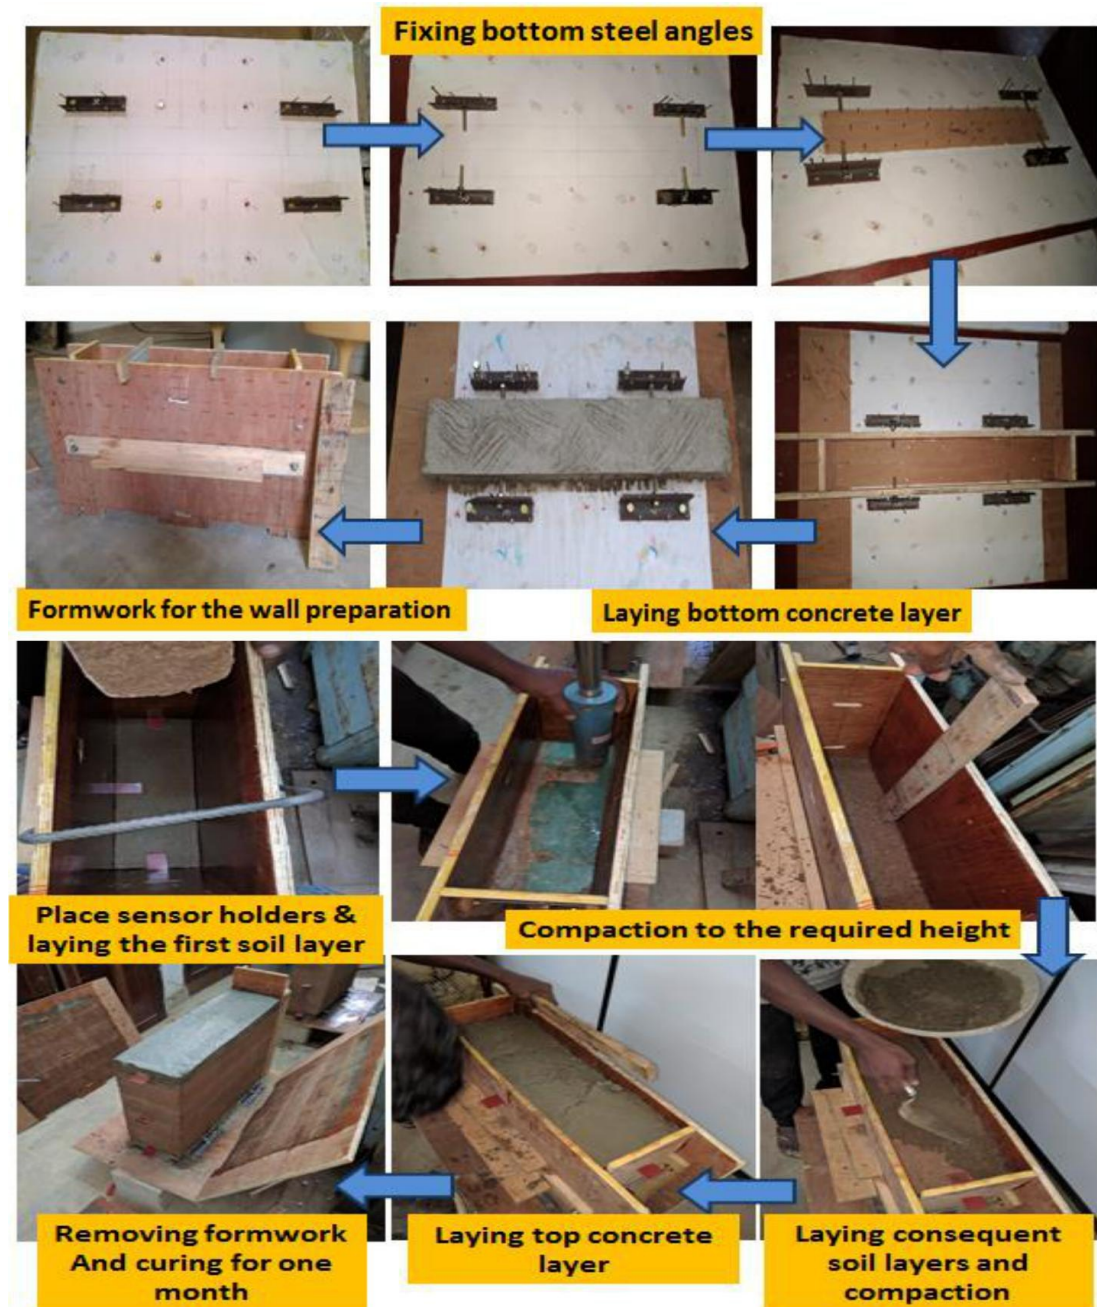 Fixing bottom steel angles
Formwork for the wall preparation
Laying bottom concrete layer
Place sensor holders &
laying the first soil layer
Compaction to the required height
Removing formwork
And curing for one
month
Laying top concrete
layer
Laying consequent
soil layers and
compaction